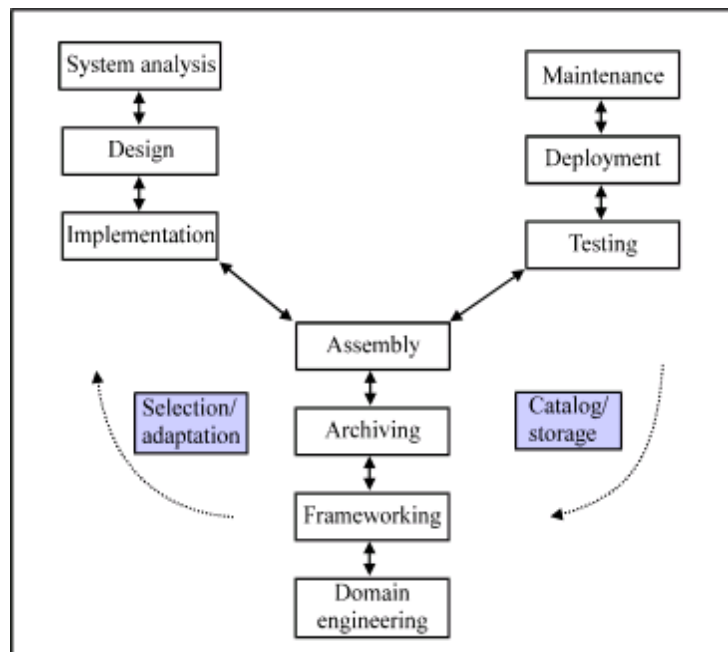 System analysis
Design
Implementation
Maintenance
Deployment
Testing
Assembly
Selection/
adaptation
Archiving
Catalog/
storage
Frameworking
Domain
engineering